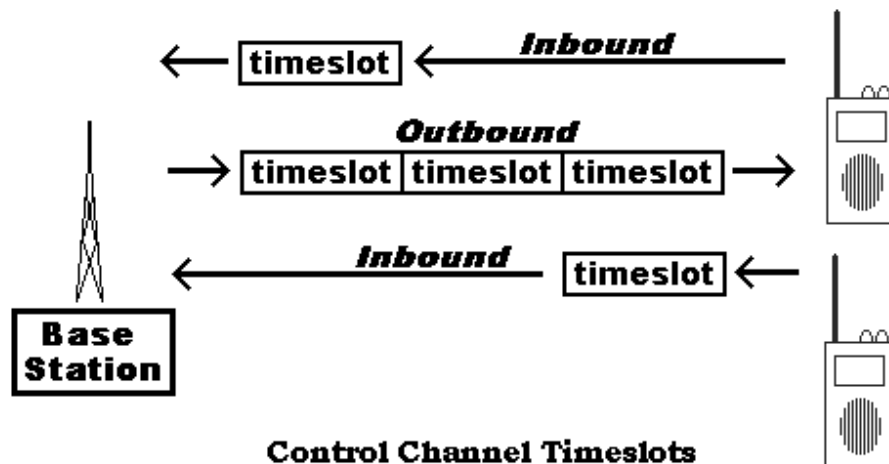 Inbound
timeslot
Outbound
timeslot timeslot timeslot
Inbound
timeslot
Base
Station
Control Channel Timeslots